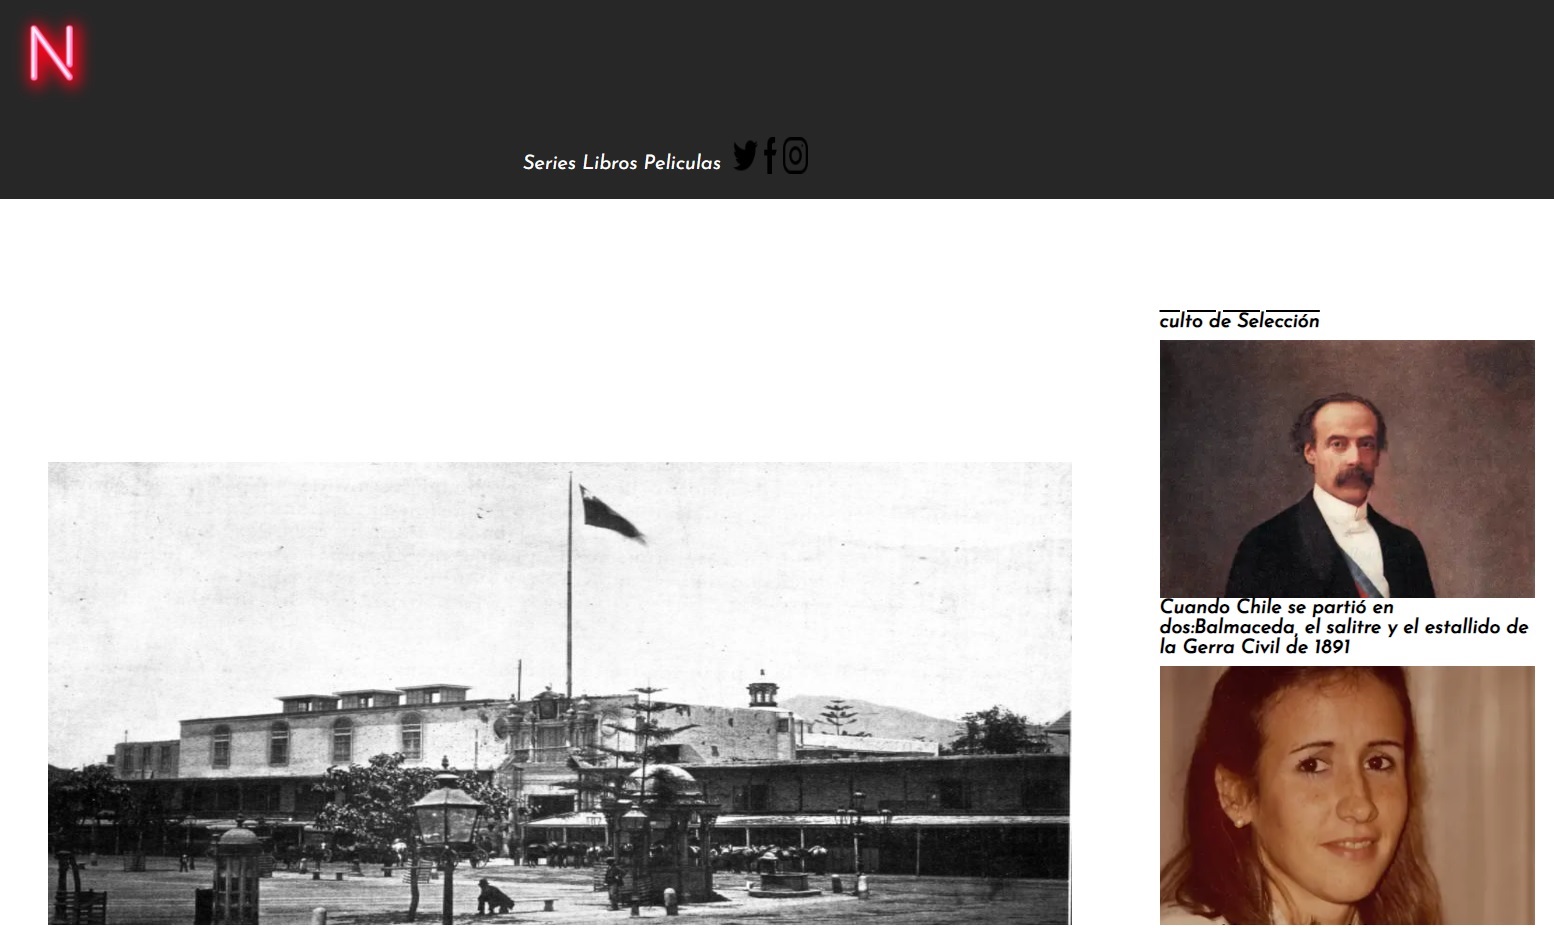 N
Series Libros Peliculas
culto de Selección
Cuando Chile se partió en
dos:Balmaceda, el salitre y el estallido de
la Gerra Civil de 1891